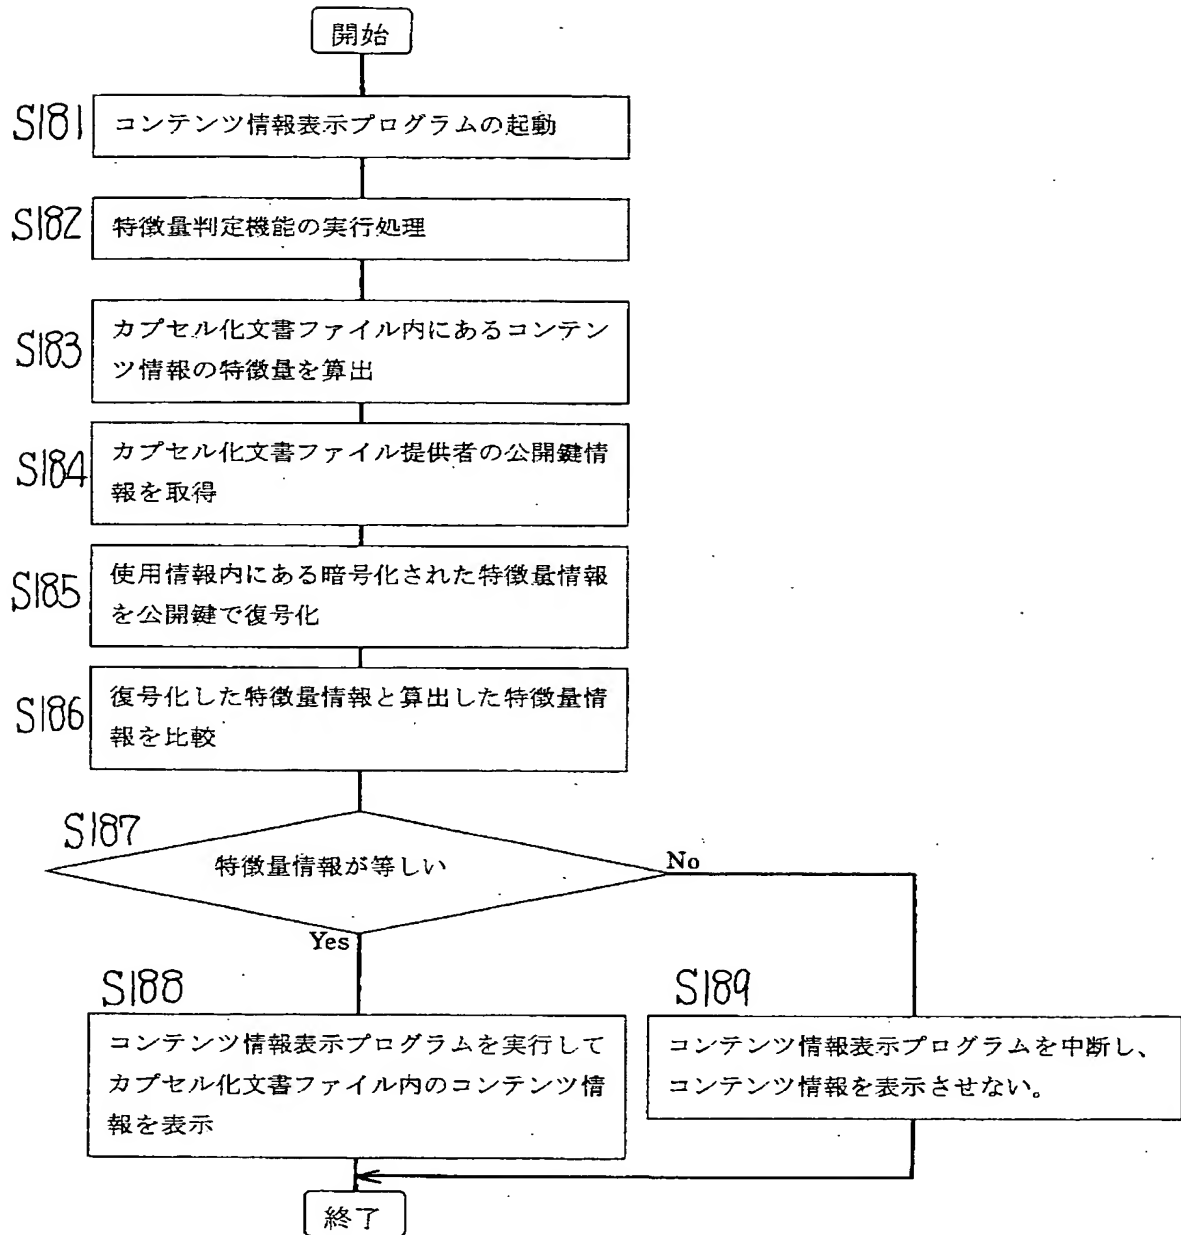 開始
S181
コンテンツ情報表示プログラムの起動
S182
特徴量判定機能の実行処理
S183
カプセル化文書ファイル内にあるコンテン
ツ情報の特徴量を算出
S184
カプセル化文書ファイル提供者の公開鍵情
報を取得
S185
使用情報内にある暗号化された特徴量情報
を公開鍵で復号化
S186
復号化した特徴量情報と算出した特徴量情
報を比較
S187
特徴量情報が等しい
No
Yes
S188
コンテンツ情報表示プログラムを実行して
カプセル化文書ファイル内のコンテンツ情
報を表示
S189
コンテンツ情報表示プログラムを中断し、
コンテンツ情報を表示させない。
終了